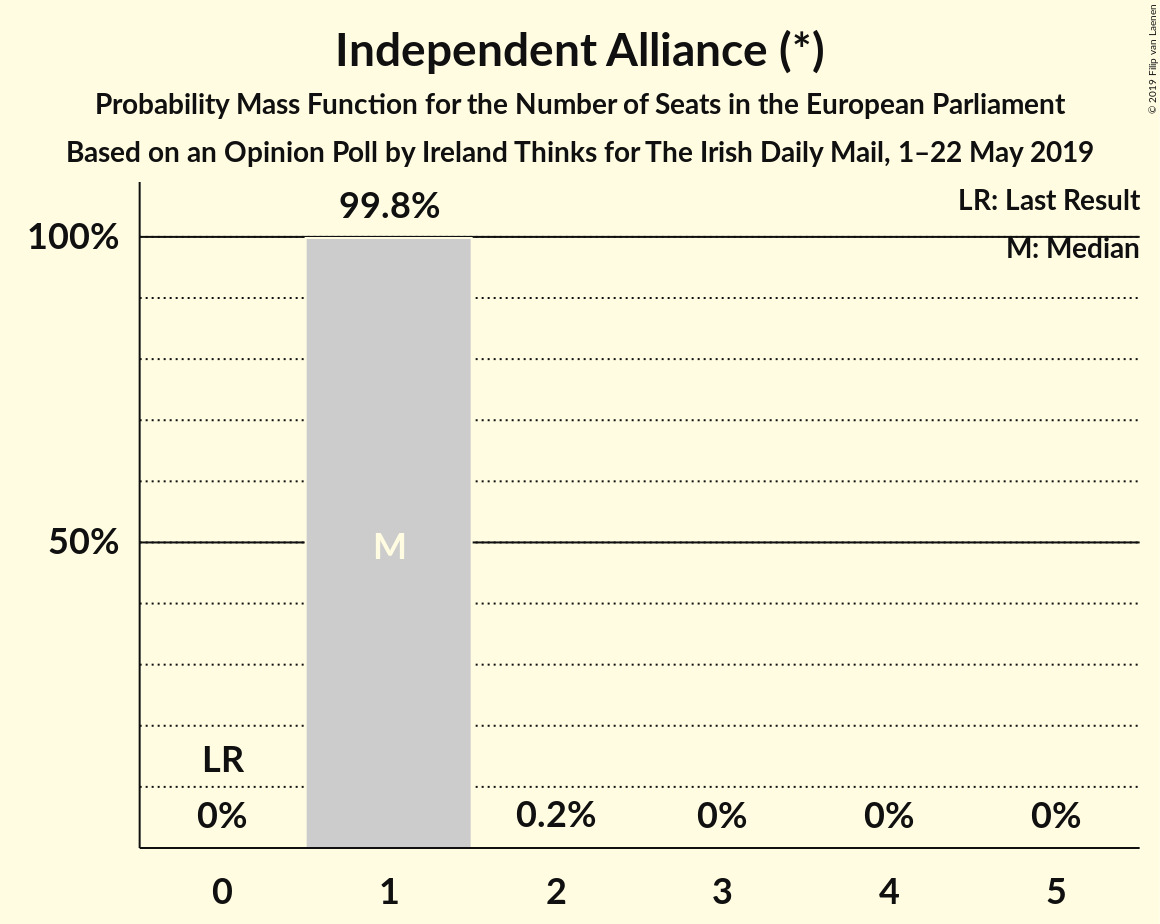 Independent Alliance (*)
Probability Mass Function for the Number of Seats in the European Parliament
Based on an Opinion Poll by Ireland Thinks for The Irish Daily Mail, 1–22 May 2019
© 2019 Filip van Laenen
LR: Last Result
M: Median
99.8%
100%
50%
M
LR
0%
0.2%
0%
0%
0%
0
1
2
3
4
5